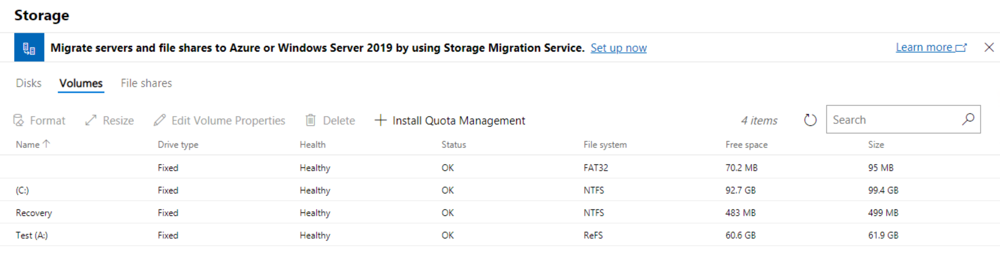 Storage
Migrate servers and file shares to Azure or Windows Server 2019 by using Storage Migration Service. Set up now Learn more
Disks Volumes File shares
Format Resize Edit Volume Properties Delete Install Quota Management 4 items Search
Name Drive type Health Status File system Free space Size
Fixed Healthy OK FAT32 70.2 MB 95 MB
(C:) Fixed Healthy OK NTFS 92.7 GB 99.4 GB
Recovery Fixed Healthy OK NTFS 483 MB 499 MB
Test (A:) Fixed Healthy OK ReFS 60.6 GB 61.9 GB